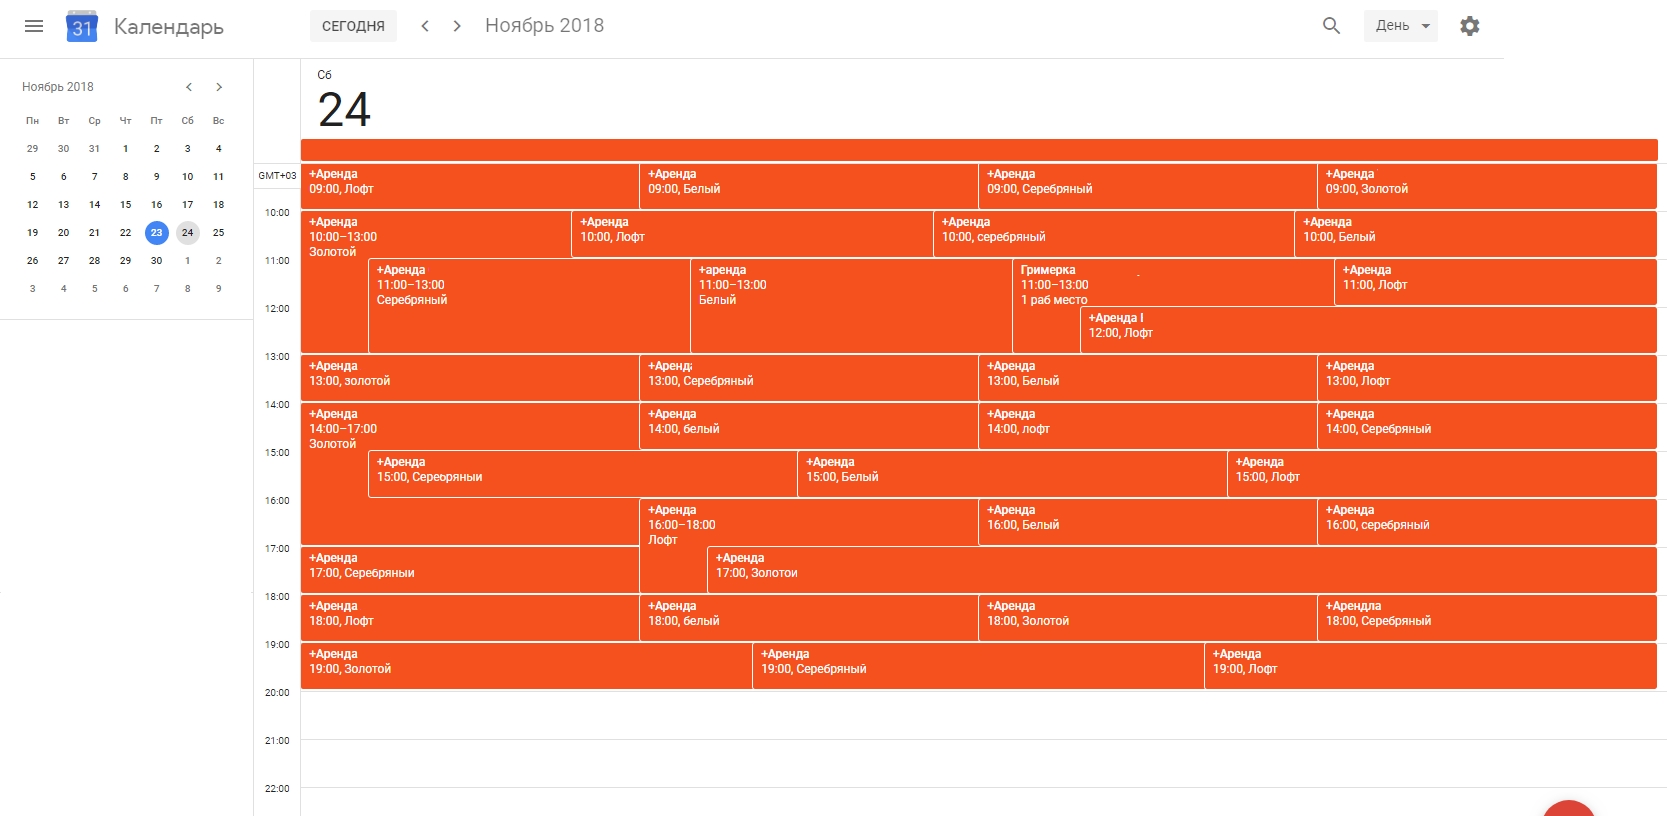 31 Календарь СЕГОДНЯ Ноябрь 2018 День
Ноябрь 2018
Пн Вт Ср Чт Пт Сб Вс
29 30 31 1 2 3 4
5 6 7 8 9 10 11
12 13 14 15 16 17 18
19 20 21 22 23 24 25
26 27 28 29 30 1 2
3 4 5 6 7 8 9
Сб
24
GMT+03
+Аренда +Аренда +Аренда +Аренда
09:00, Лофт 09:00, Белый 09:00, Серебряный 09:00, Золотой
10:00
+Аренда +Аренда +Аренда +Аренда
10:00–13:00 10:00, Лофт 10:00, серебряный 10:00, Белый
Золотой
11:00
+Аренда +аренда Гримерка +Аренда
11:00–13:00 11:00–13:00 11:00–13:00 11:00, Лофт
Серебряный Белый 1 раб место
12:00
+Аренда I
12:00, Лофт
13:00
+Аренда +Аренда +Аренда +Аренда
13:00, золотой 13:00, Серебряный 13:00, Белый 13:00, Лофт
14:00
+Аренда +Аренда +Аренда +Аренда
14:00–17:00 14:00, белый 14:00, лофт 14:00, Серебряный
Золотой
15:00
+Аренда +Аренда +Аренда
15:00, Серебряный 15:00, Белый 15:00, Лофт
16:00
+Аренда +Аренда +Аренда
16:00–18:00 16:00, Белый 16:00, серебряный
Лофт
17:00
+Аренда +Аренда
17:00, Серебряный 17:00, Золотой
18:00
+Аренда +Аренда +Аренда +Арендла
18:00, Лофт 18:00, белый 18:00, Золотой 18:00, Серебряный
19:00
+Аренда +Аренда +Аренда
19:00, Золотой 19:00, Серебряный 19:00, Лофт
20:00
21:00
22:00